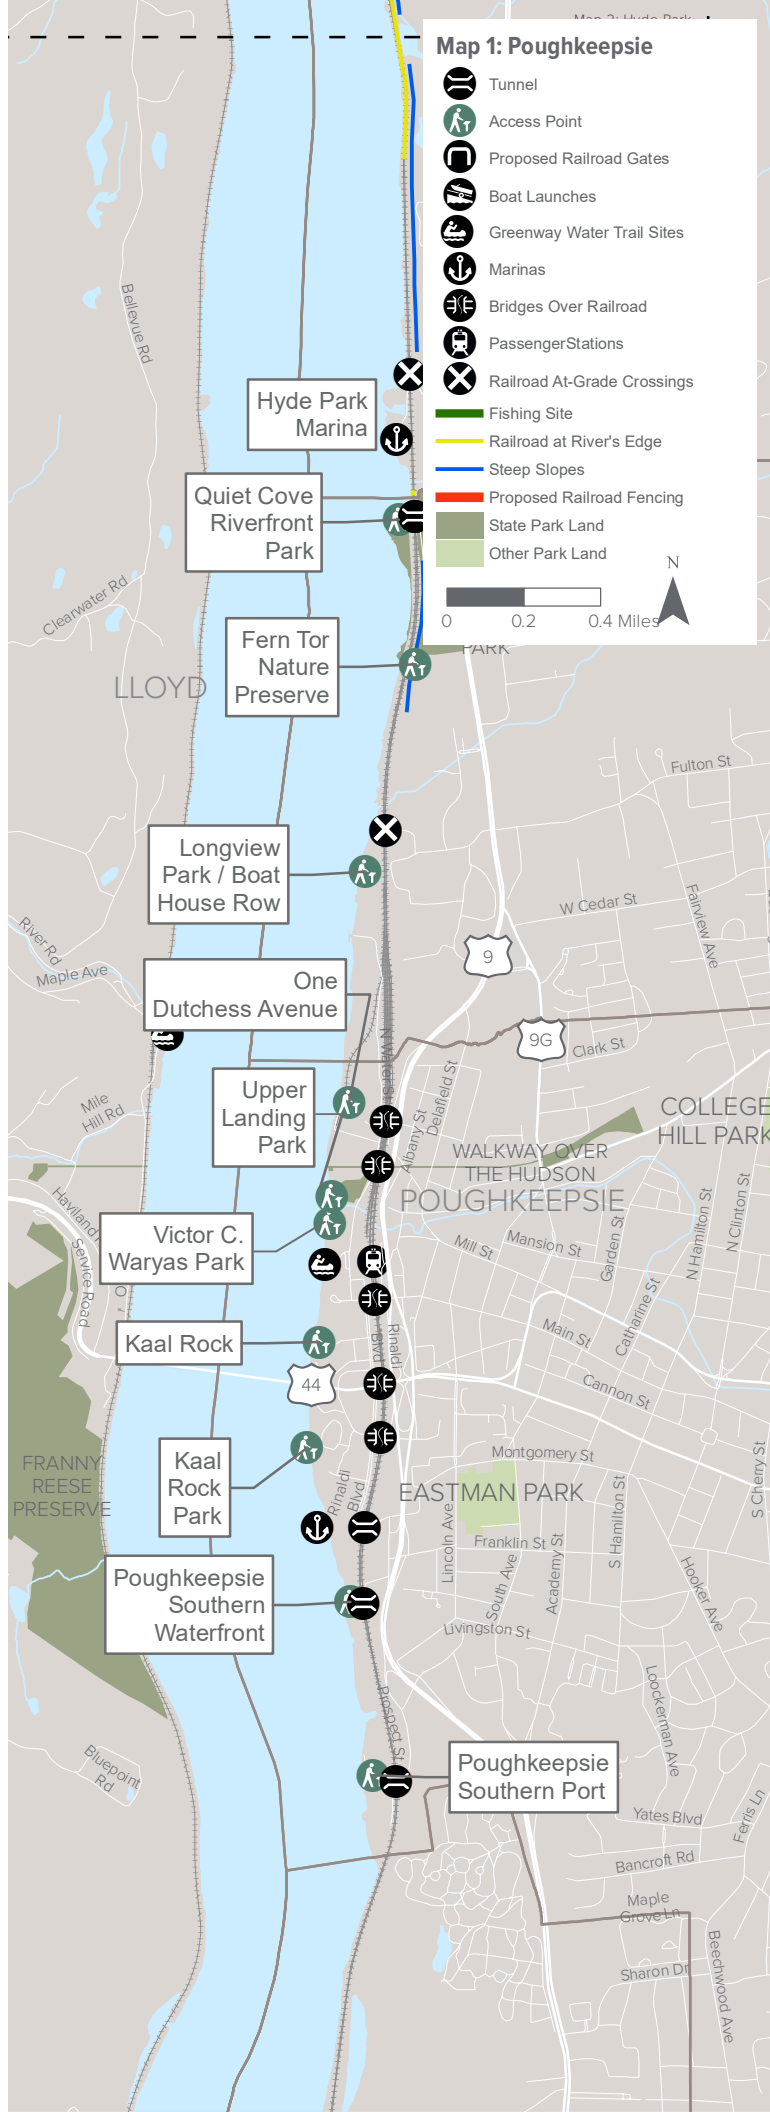 Map 2: Hyde Park
Map 1: Poughkeepsie
Tunnel
Access Point
Proposed Railroad Gates
Boat Launches
Greenway Water Trail Sites
Marinas
Bridges Over Railroad
PassengerStations
Railroad At-Grade Crossings
Fishing Site
Railroad at River's Edge
Steep Slopes
Proposed Railroad Fencing
State Park Land
Other Park Land
N
0 0.2 0.4 Miles
Bellevue Rd
Hyde Park
Marina
Quiet Cove
Riverfront
Park
Clearwater Rd
Fern Tor
Nature
Preserve
PARK
LLOYD
Fulton St
Longview
Park / Boat
House Row
W Cedar St
Fairview Ave
River Rd
Maple Ave
9
One
Dutchess Avenue
9G
Clark St
N Water S
Delafield St
Albany St
Upper
Landing
Park
Mile
Hill Rd
COLLEGE
HILL PARK
WALKWAY OVER
THE HUDSON
POUGHKEEPSIE
Haviland
Service Road
O
Victor C.
Waryas Park
Mill St
Mansion St
Garden St
N Hamilton St
N Clinton St
Catharine St
Kaal Rock
Rinaldi
Blvd
Main St
44
Cannon St
Kaal
Rock
Park
FRANNY
REESE
PRESERVE
Rinaldi
Blvd
Montgomery St
EASTMAN PARK
S Cherry St
Lincoln Ave
Franklin St
South Ave
Academy St
S Hamilton St
Hooker Ave
Poughkeepsie
Southern
Waterfront
Livingston St
Loockerman Ave
Prospect St
Bluepoint
Rd
Poughkeepsie
Southern Port
Yates Blvd
Ferris Ln
Bancroft Rd
Maple
Grove Ln
Sharon Dr
Beechwood Ave